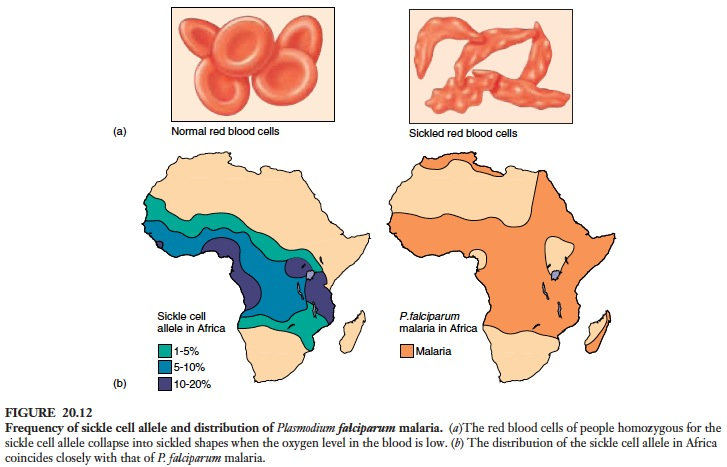 (a)
Normal red blood cells
Sickled red blood cells
Sickle cell
allele in Africa
1-5%
5-10%
10-20%
(b)
P.falciparum
malaria in Africa
Malaria
FIGURE 20.12
Frequency of sickle cell allele and distribution of Plasmodium falciparum malaria. (a)The red blood cells of people homozygous for the
sickle cell allele collapse into sickled shapes when the oxygen level in the blood is low. (b) The distribution of the sickle cell allele in Africa
coincides closely with that of P. falciparum malaria.